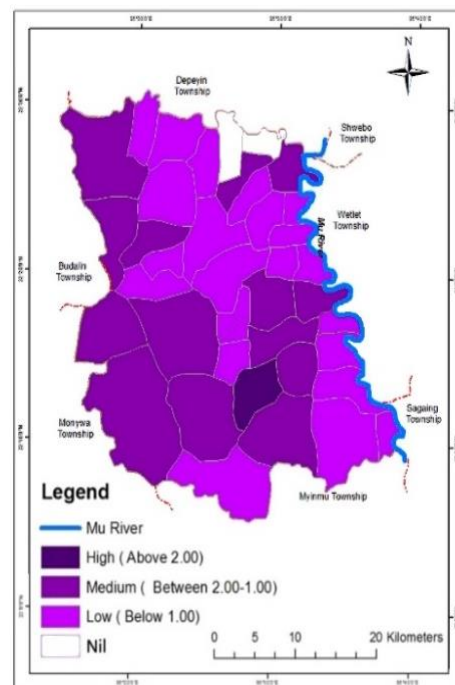 N
Depeyin
Township
Shwebo
Township
Wetlet
Township
Mu River
Budalin
Township
Monywa
Township
Sagaing
Township
Myinmu Township
Legend
Mu River
High ( Above 2.00)
Medium ( Between 2.00-1.00)
Low ( Below 1.00)
Nil
0 5 10 20 Kilometers